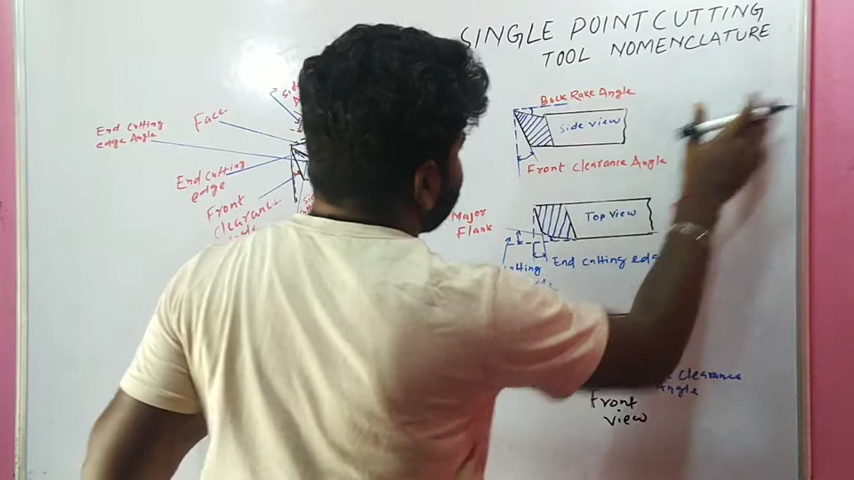 SINGLE POINT CUTTING
TOOL NOMENCLATURE
End cutting
edge Angle
Face
End cutting
edge
Front
clearance
Back Rake Angle
side view
Front clearance Angle
Major
flank
Top view
End cutting edge
clearance
Angle
Front
view